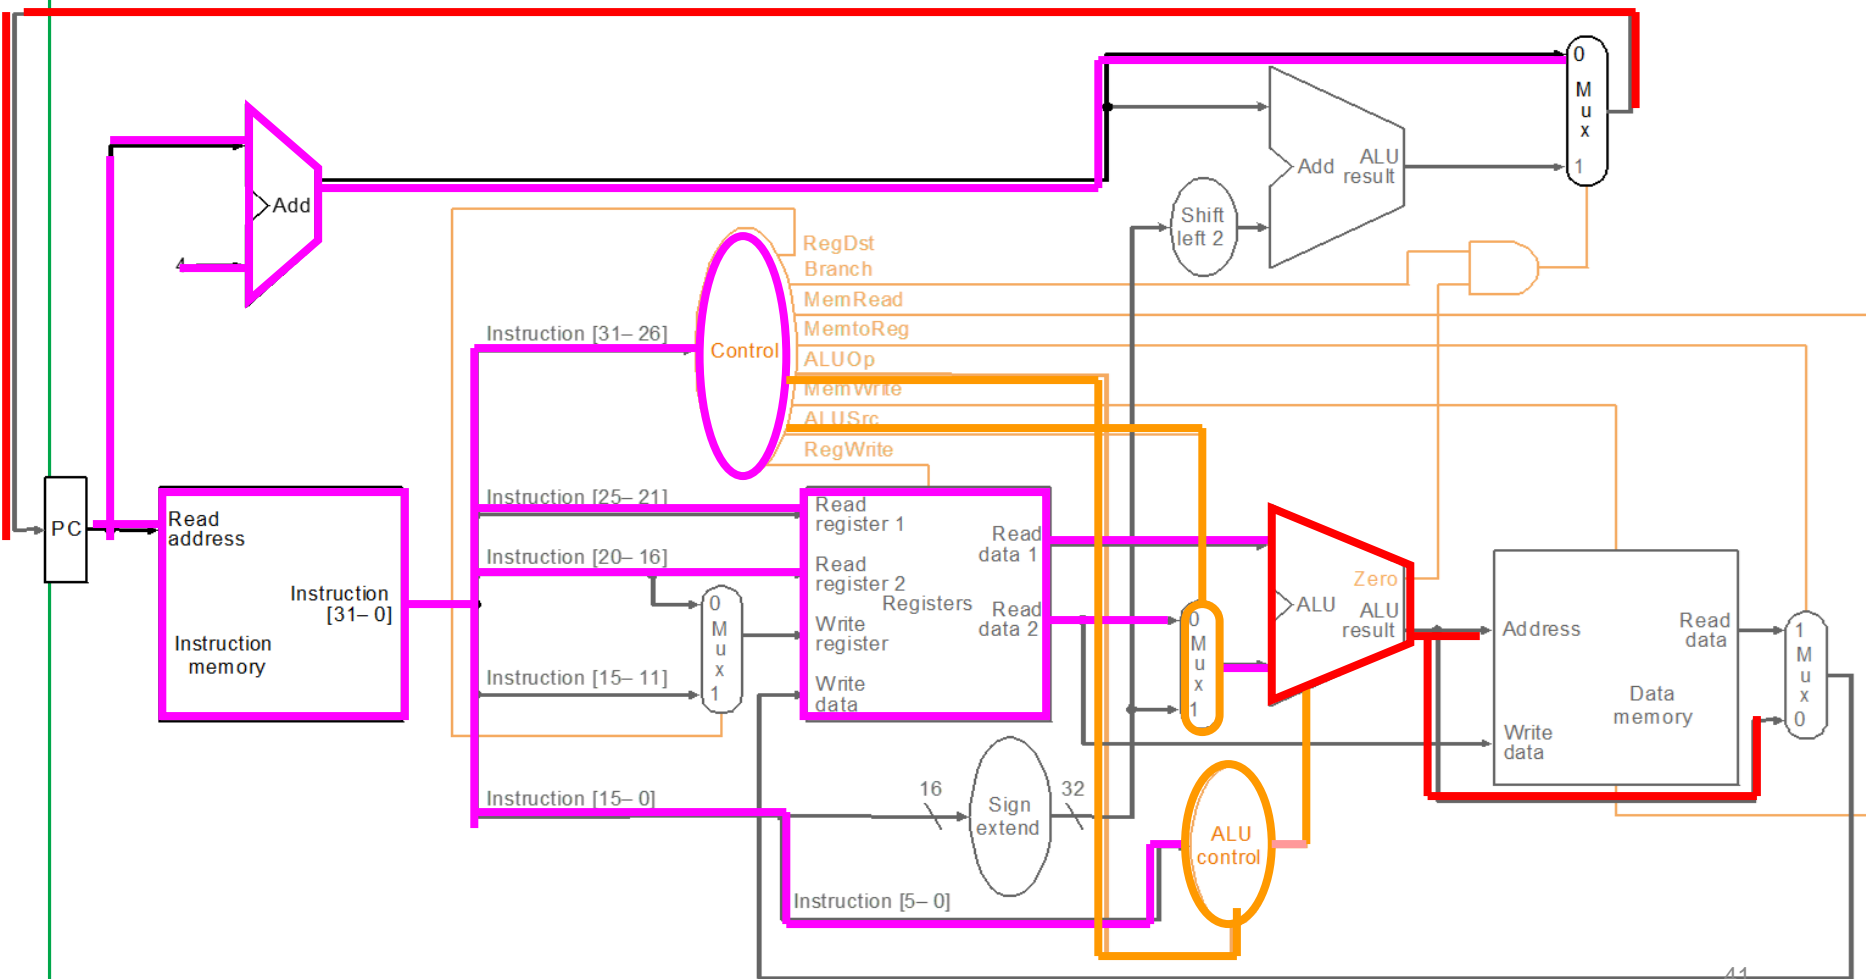 0
M
u
x
1
Add
ALU
result
Add
4
Shift
left 2
RegDst
Branch
MemRead
MemtoReg
ALUOp
MemWrite
ALUSrc
RegWrite
Control
Instruction [31–26]
Instruction [25–21]
Instruction [20–16]
Instruction [15–11]
Instruction [15–0]
Instruction [5–0]
PC
Read
address
Instruction
[31–0]
Instruction
memory
0
M
u
x
1
Read
register 1
Read
register 2
Write
register
Write
data
Registers
Read
data 1
Read
data 2
16
Sign
extend
32
0
M
u
x
1
Zero
ALU
ALU
result
ALU
control
Address
Read
data
Data
memory
Write
data
1
M
u
x
0
41